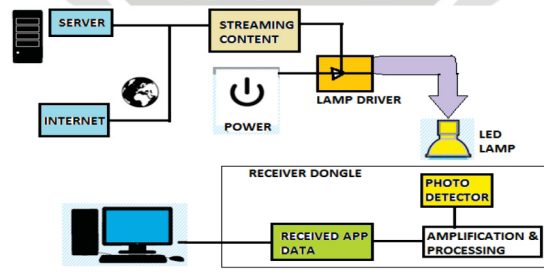 SERVER
STREAMING
CONTENT
INTERNET
POWER
LAMP DRIVER
LED
LAMP
RECEIVER DONGLE
PHOTO
DETECTOR
RECEIVED APP
DATA
AMPLIFICATION &
PROCESSING